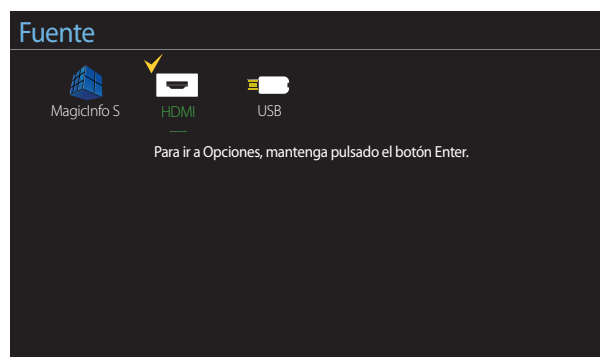 Fuente
MagicInfo S
HDMI
USB
----
Para ir a Opciones, mantenga pulsado el botón Enter.